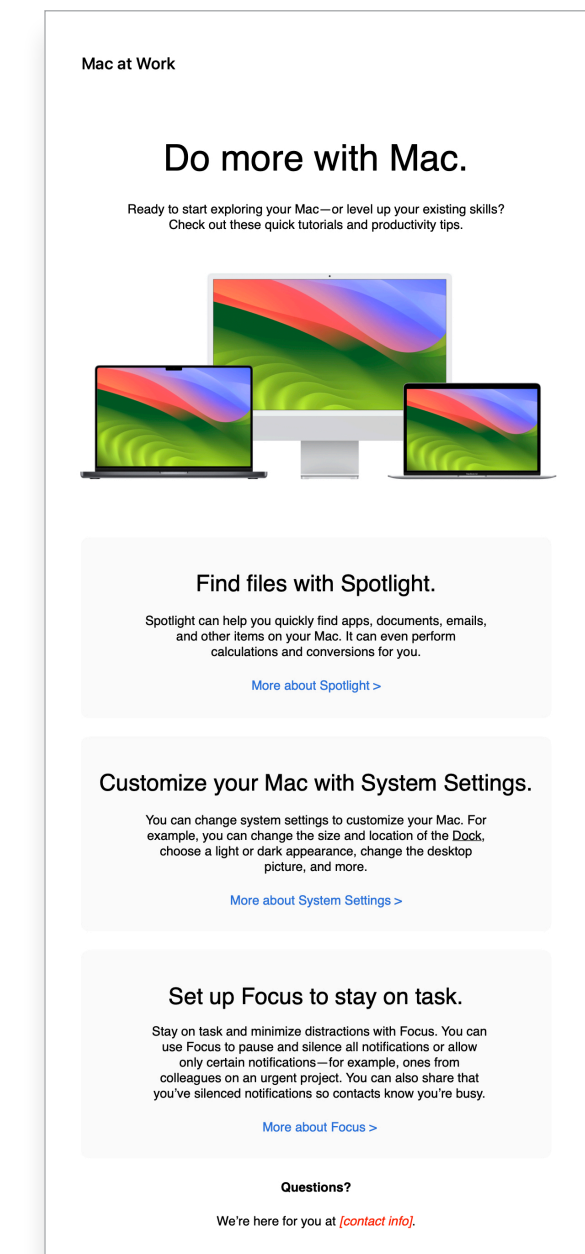 Mac at Work
Do more with Mac.
Ready to start exploring your Mac—or level up your existing skills?
Check out these quick tutorials and productivity tips.
Find files with Spotlight.
Spotlight can help you quickly find apps, documents, emails,
and other items on your Mac. It can even perform
calculations and conversions for you.
More about Spotlight >
Customize your Mac with System Settings.
You can change system settings to customize your Mac. For
example, you can change the size and location of the Dock,
choose a light or dark appearance, change the desktop
picture, and more.
More about System Settings >
Set up Focus to stay on task.
Stay on task and minimize distractions with Focus. You can
use Focus to pause and silence all notifications or allow
only certain notifications—for example, ones from
colleagues on an urgent project. You can also share that
you’ve silenced notifications so contacts know you’re busy.
More about Focus >
Questions?
We’re here for you at [contact info].